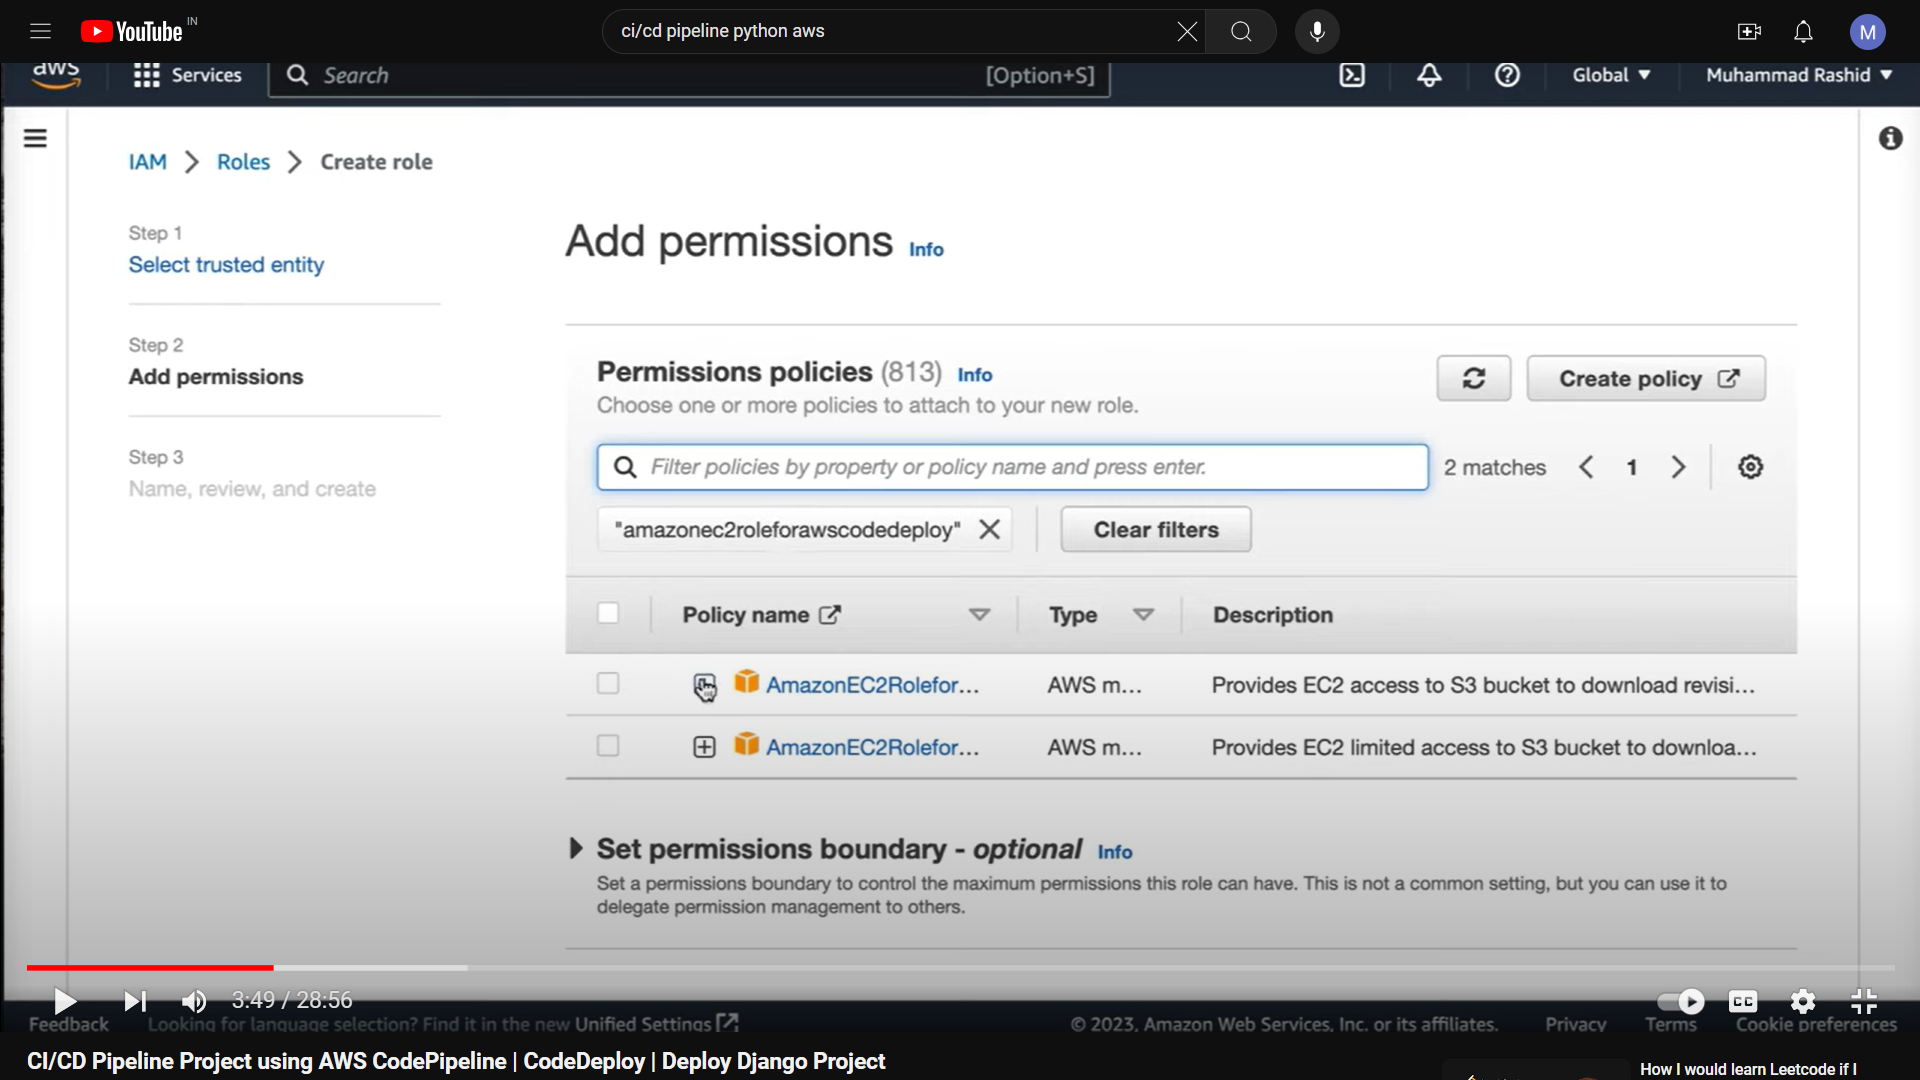 YouTube IN
ci/cd pipeline python aws
M
aws
Services
Search
[Option+S]
Global
Muhammad Rashid
IAM
Roles
Create role
Step 1
Select trusted entity
Step 2
Add permissions
Step 3
Name, review, and create
Add permissions Info
Permissions policies (813) Info
Choose one or more policies to attach to your new role.
Create policy
Filter policies by property or policy name and press enter.
2 matches
1
"amazonec2roleforawscodedeploy"
Clear filters
Policy name
Type
Description
AmazonEC2Rolefor... AWS m... Provides EC2 access to S3 bucket to download revisi...
AmazonEC2Rolefor... AWS m... Provides EC2 limited access to S3 bucket to downloa...
Set permissions boundary - optional Info
Set a permissions boundary to control the maximum permissions this role can have. This is not a common setting, but you can use it to
delegate permission management to others.
3:49 / 28:56
CC
Feedback
Looking for language selection? Find it in the new Unified Settings
© 2023, Amazon Web Services, Inc. or its affiliates.
Privacy
Terms
Cookie preferences
CI/CD Pipeline Project using AWS CodePipeline | CodeDeploy | Deploy Django Project
How I would learn Leetcode if I